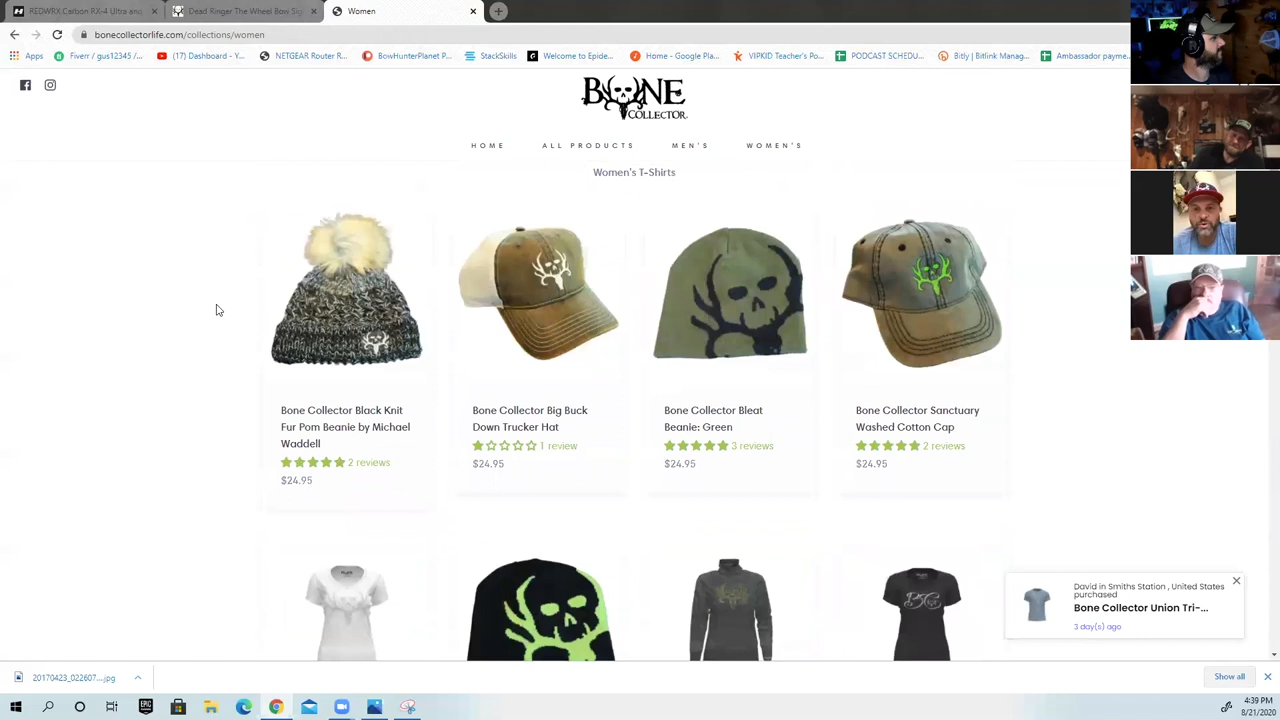 REDWRX Carbon RX-4 Ultra and
Dead Ringer The Wheel Bow Sig
Women
bonecollectorlife.com/collections/women
Apps
Fiverr / gus12345 /...
(17) Dashboard - Y...
NETGEAR Router R...
BowHunterPlanet P...
StackSkills
Welcome to Epide...
Home - Google Pla...
VIPKID Teacher's Po...
PODCAST SCHEDU...
Bitly | Bitlink Manag...
Ambassador payme...
BONE
COLLECTOR
HOME
ALL PRODUCTS
MEN'S
WOMEN'S
Women's T-Shirts
Bone Collector Black Knit
Fur Pom Beanie by Michael
Waddell
2 reviews
$24.95
Bone Collector Big Buck
Down Trucker Hat
1 review
$24.95
Bone Collector Bleat
Beanie: Green
3 reviews
$24.95
Bone Collector Sanctuary
Washed Cotton Cap
2 reviews
$24.95
David in Smiths Station , United States
purchased
Bone Collector Union Tri-...
3 day(s) ago
20170423_022607....jpg
Show all
EPIC
4:39 PM
8/21/2020